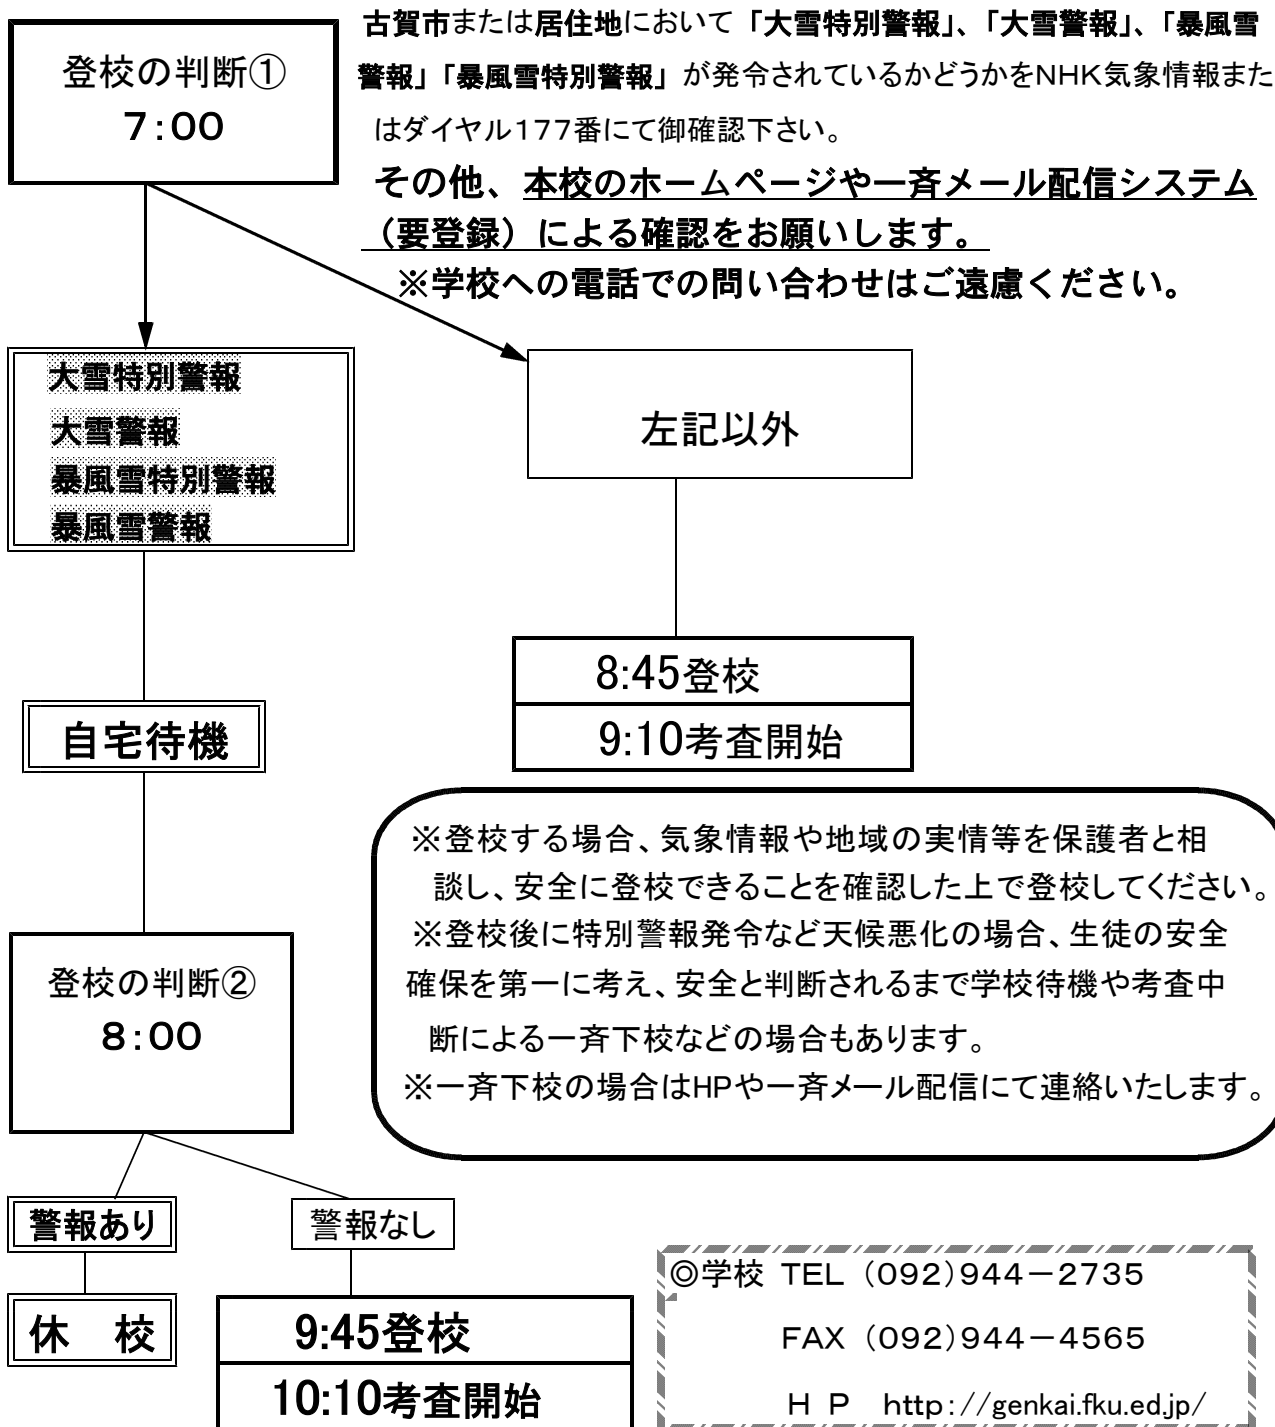 登校の判断①
7:00
古賀市または居住地において「大雪特別警報」、「大雪警報」、「暴風雪
警報」「暴風雪特別警報」が発令されているかどうかをNHK気象情報また
はダイヤル177番にて御確認下さい。
その他、本校のホームページや一斉メール配信システム
（要登録）による確認をお願いします。
※学校への電話での問い合わせはご遠慮ください。
大雪特別警報
大雪警報
暴風雪特別警報
暴風雪警報
左記以外
8:45登校
9:10考査開始
自宅待機
※登校する場合、気象情報や地域の実情等を保護者と相
談し、安全に登校できることを確認した上で登校してください。
※登校後に特別警報発令など天候悪化の場合、生徒の安全
確保を第一に考え、安全と判断されるまで学校待機や考査中
断による一斉下校などの場合もあります。
※一斉下校の場合はHPや一斉メール配信にて連絡いたします。
登校の判断②
8:00
警報あり
警報なし
休　校
9:45登校
10:10考査開始
◎学校 TEL （092）944－2735
FAX （092）944－4565
ＨＰ http://genkai.fku.ed.jp/